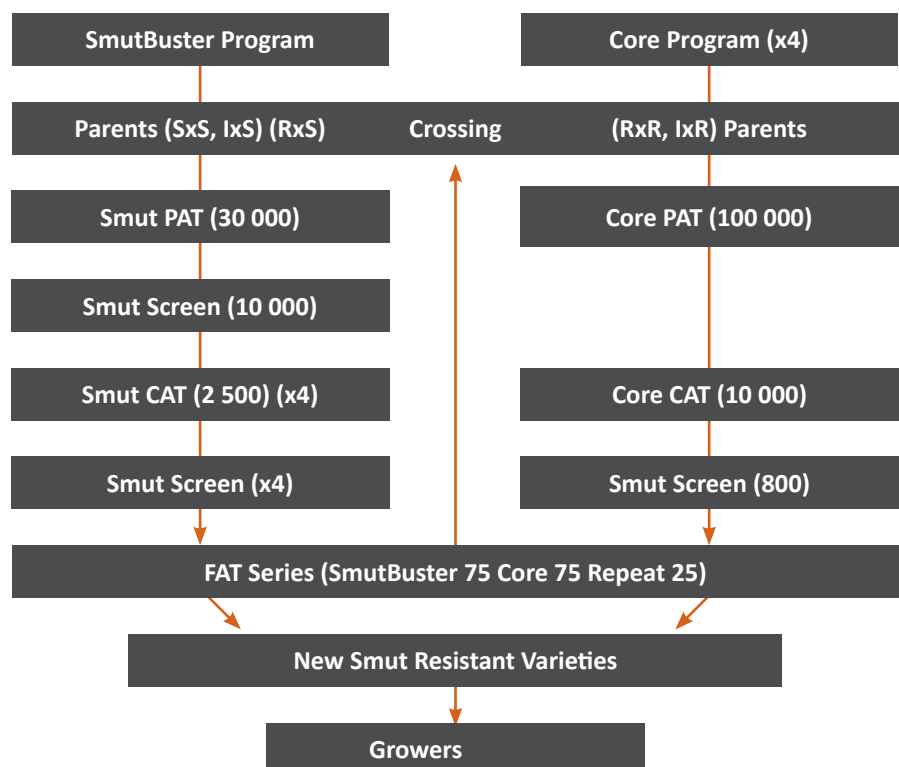 SmutBuster Program
Core Program (x4)
Parents (SxS, IxS) (RxS) Crossing (RxR, IxR) Parents
Smut PAT (30 000)
Core PAT (100 000)
Smut Screen (10 000)
Smut CAT (2 500) (x4)
Core CAT (10 000)
Smut Screen (x4)
Smut Screen (800)
FAT Series (SmutBuster 75 Core 75 Repeat 25)
New Smut Resistant Varieties
Growers